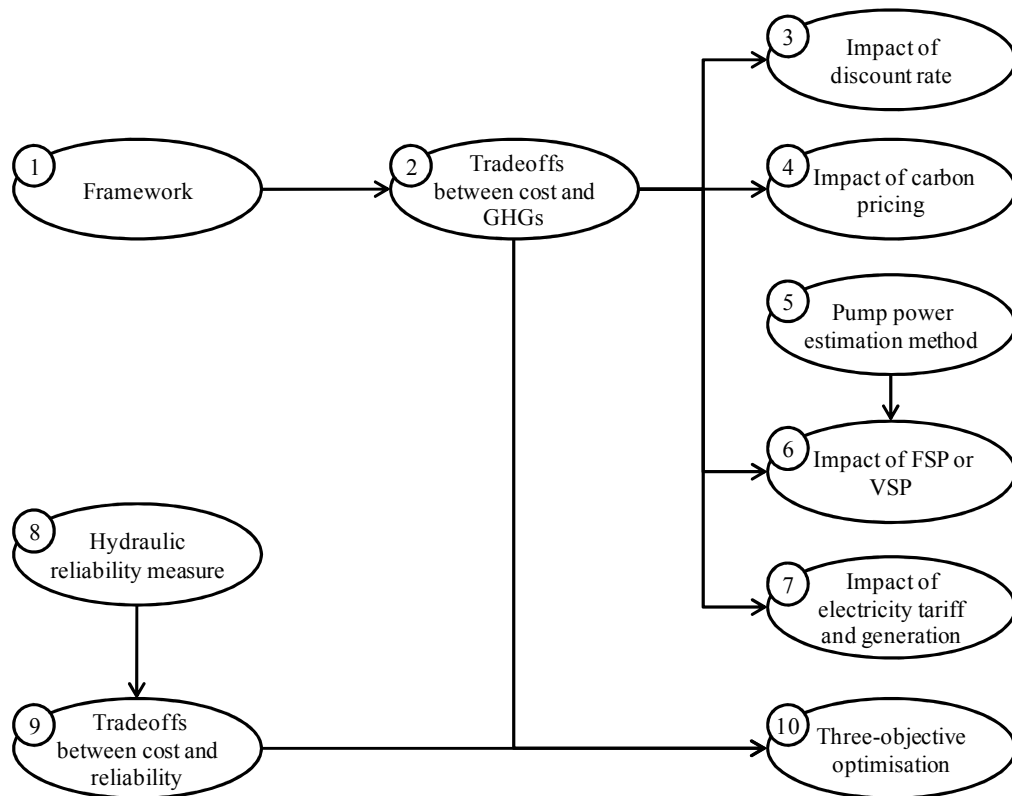 1
Framework
2
Tradeoffs
between cost and
GHGs
3
Impact of
discount rate
4
Impact of carbon
pricing
5
Pump power
estimation method
6
Impact of FSP or
VSP
7
Impact of
electricity tariff
and generation
8
Hydraulic
reliability measure
9
Tradeoffs
between cost and
reliability
10
Three-objective
optimisation